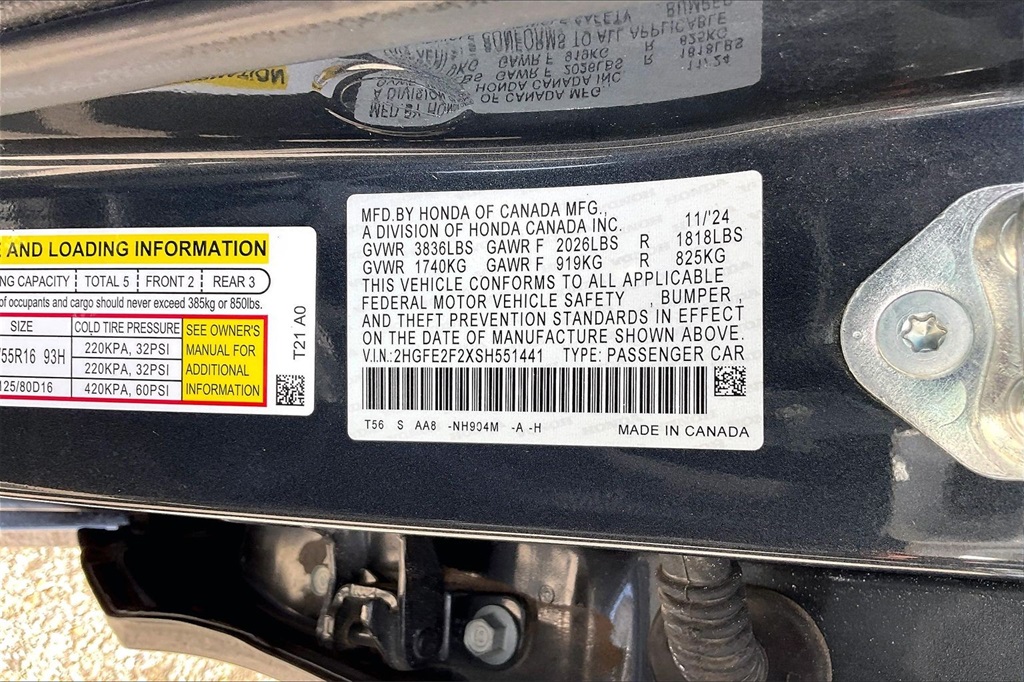 MFD.BY HONDA OF CANADA MFG., 11/'24
A DIVISION OF HONDA CANADA INC.
GVWR 3836LBS GAWR F 2026LBS R 1818LBS
GVWR 1740KG GAWR F 919KG R 825KG
THIS VEHICLE CONFORMS TO ALL APPLICABLE
FEDERAL MOTOR VEHICLE SAFETY , BUMPER ,
AND THEFT PREVENTION STANDARDS IN EFFECT
ON THE DATE OF MANUFACTURE SHOWN ABOVE.
V.I.N.: 2HGFE2F2XSH551441 TYPE: PASSENGER CAR
T56 S AA8 -NH904M -A -H
MADE IN CANADA
AND LOADING INFORMATION
CAPACITY TOTAL 5 FRONT 2 REAR 3
of occupants and cargo should never exceed 385kg or 850lbs.
SIZE COLD TIRE PRESSURE SEE OWNER'S MANUAL FOR ADDITIONAL INFORMATION
55R16 93H 220KPA, 32PSI
220KPA, 32PSI
125/80D16 420KPA, 60PSI
T21 A0